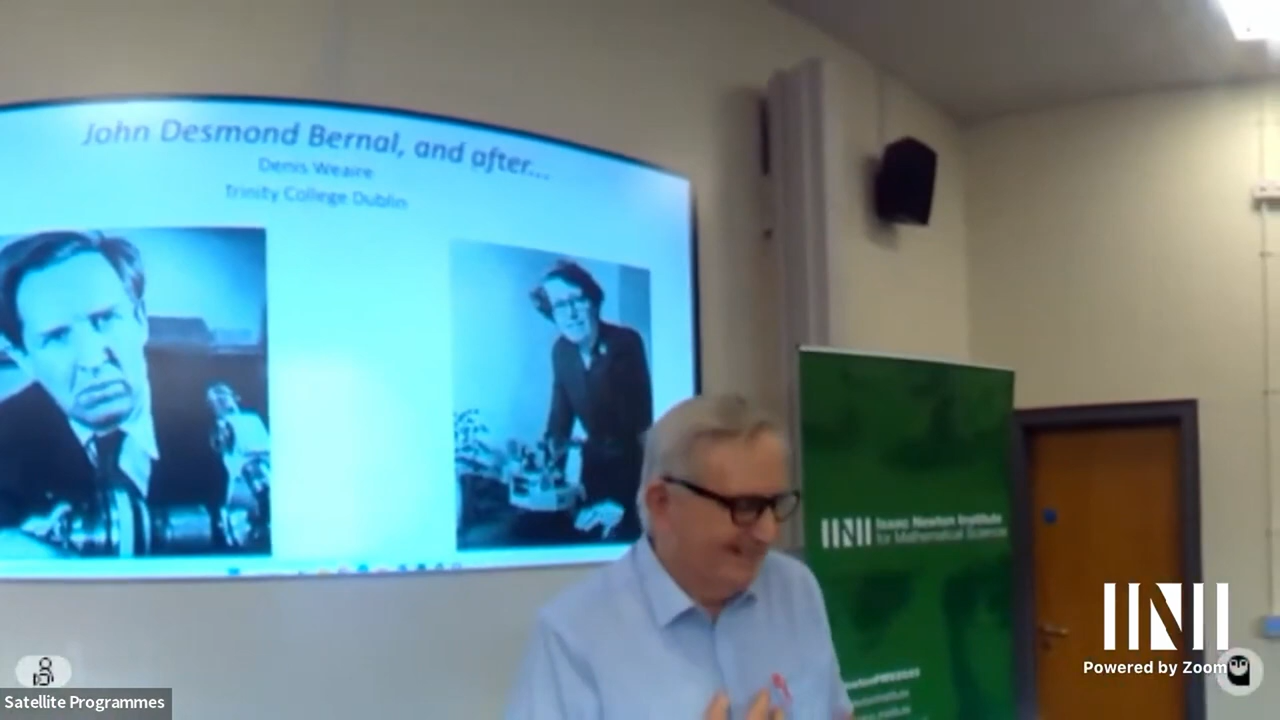 John Desmond Bernal, and after...
Denis Weaire
Trinity College Dublin
Isaac Newton Institute
for Mathematical Sciences
Powered by Zoom
Satellite Programmes